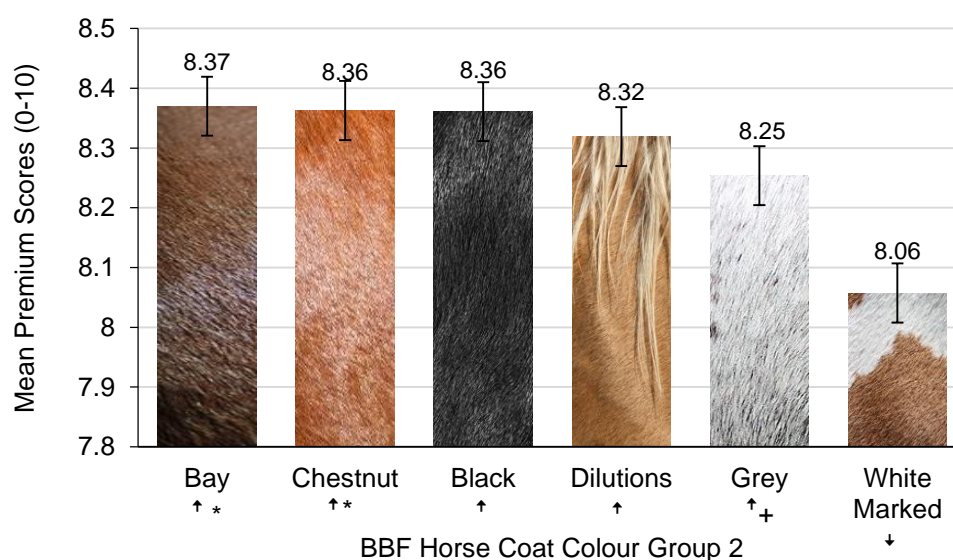 Mean Premium Scores (0-10)
8.5
8.4
8.3
8.2
8.1
8
7.9
7.8
8.37
8.36
8.36
8.32
8.25
8.06
Bay
↑ *
Chestnut
↑ *
Black
↑
Dilutions
↑
Grey
↑ +
White
Marked
↓
BBF Horse Coat Colour Group 2